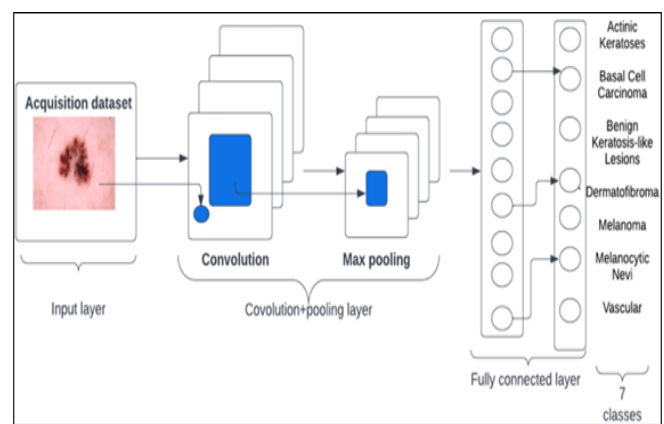 Acquisition dataset
Convolution
Max pooling
Input layer
Covolution+pooling layer
Fully connected layer
Actinic
Keratoses
Basal Cell
Carcinoma
Benign
Keratosis-like
Lesions
Dermatofibroma
Melanoma
Melanocytic
Nevi
Vascular
7
classes